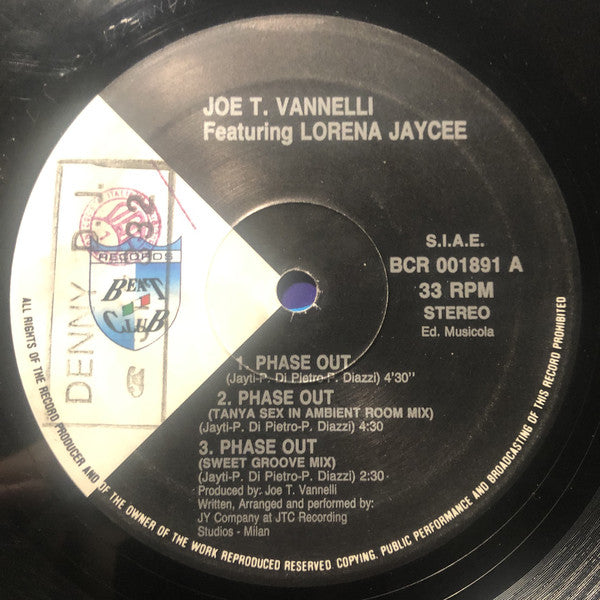 JOE T. VANNELLI
Featuring LORENA JAYCEE
S.I.A.E.
BCR 001891 A
33 RPM
STEREO
Ed. Musicola
DENNY D.J.
32
RECORDS
BEAT
CLUB
1. PHASE OUT
(Jayti-P. Di Pietro-P. Diazzi) 4'30"
2. PHASE OUT
(TANYA SEX IN AMBIENT ROOM MIX)
(Jayti-P. Di Pietro-P. Diazzi) 4:30
3. PHASE OUT
(SWEET GROOVE MIX)
(Jayti-P. Di Pietro-P. Diazzi) 2:30
Produced by: Joe T. Vannelli
Written, Arranged and performed by:
JY Company at JTC Recording
Studios - Milan
ALL RIGHTS OF THE RECORD PRODUCER AND OF THE OWNER OF THE WORK REPRODUCED RESERVED. COPYING, PUBLIC PERFORMANCE AND BROADCASTING OF THIS RECORD PROHIBITED